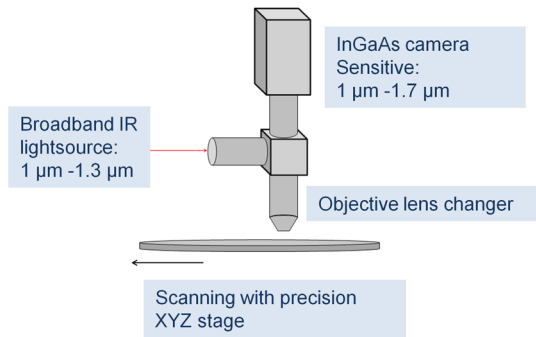 InGaAs camera
Sensitive:
1 µm -1.7 µm
Broadband IR
lightsource:
1 µm -1.3 µm
Objective lens changer
Scanning with precision
XYZ stage